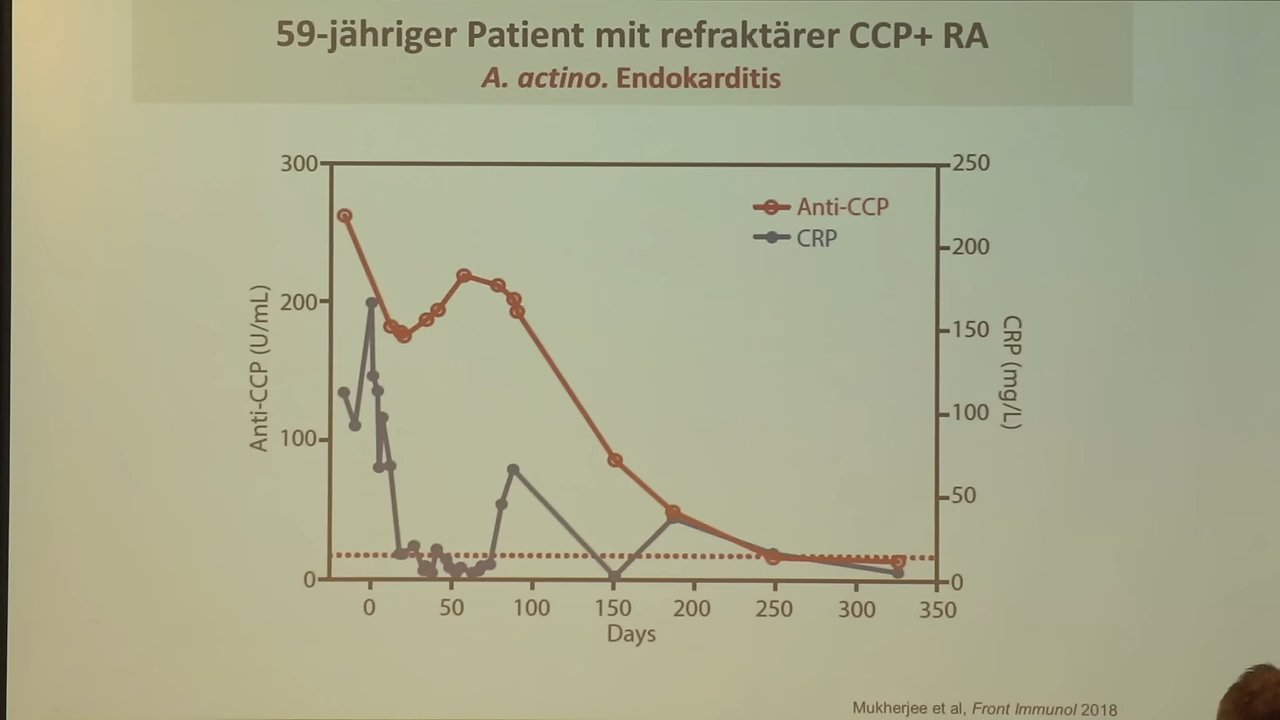 59-jähriger Patient mit refraktärer CCP+ RA
A. actino. Endokarditis
300
200
100
0
Anti-CCP (U/mL)
Anti-CCP
CRP
250
200
150
100
50
0
CRP (mg/L)
0 50 100 150 200 250 300 350
Days
Mukherjee et al, Front Immunol 2018